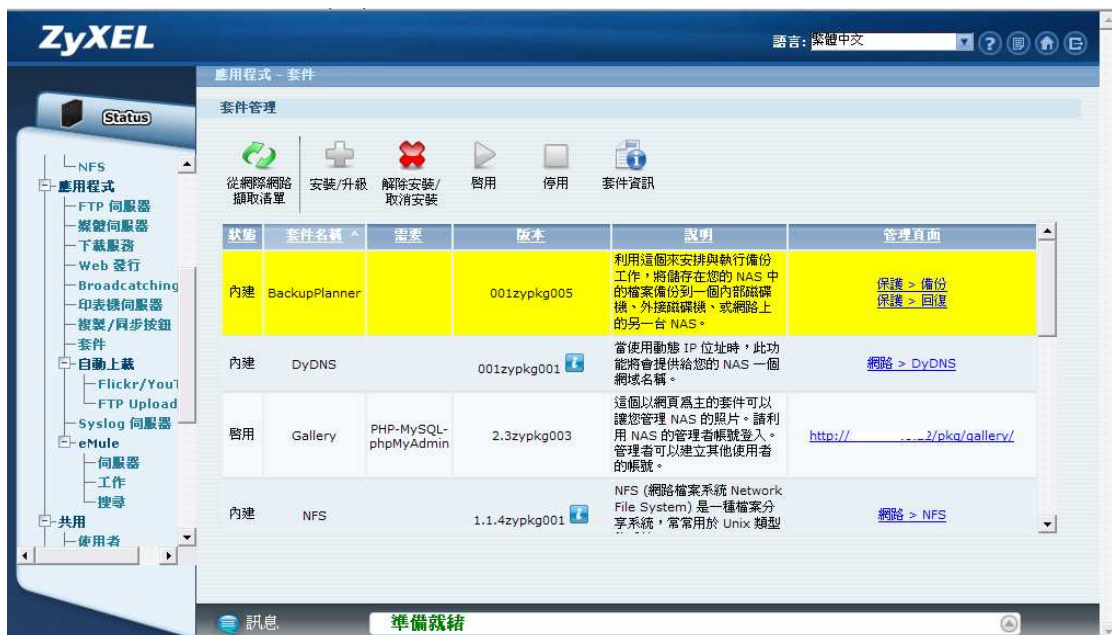 ZyXEL
語言: 繁體中文
應用程式 - 套件
Status
套件管理
從網際網路
擷取清單
安裝/升級
解除安裝/
取消安裝
啓用
停用
套件資訊
NFS
應用程式
FTP 伺服器
媒體伺服器
下載服務
Web 發行
Broadcatching
印表機伺服器
複製/同步按鈕
套件
自動上載
Flickr/YouT
FTP Upload
Syslog 伺服器
eMule
伺服器
工作
搜尋
共用
使用者
狀態 套件名稱 需要 版本 說明 管理頁面
內建 BackupPlanner 001zypkg005
利用這個來安排與執行備份
工作，將儲存在您的 NAS 中
的檔案備份到一個內部磁碟
機、外接磁碟機、或網路上
的另一台 NAS。
保護 > 備份
保護 > 回復
內建 DyDNS 001zypkg001
當使用動態 IP 位址時，此功
能將會提供給您的 NAS 一個
網域名稱。
網路 > DyDNS
啓用 Gallery
PHP-MySQL-
phpMyAdmin
2.3zypkg003
這個以網頁爲主的套件可以
讓您管理 NAS 的照片。請利
用 NAS 的管理者帳號登入。
管理者可以建立其他使用者
的帳號。
http:// /pkg/gallery/
內建 NFS 1.1.4zypkg001
NFS (網路檔案系統 Network
File System) 是一種檔案分
享系統，常常用於 Unix 類型
網路 > NFS
訊息
準備就緒